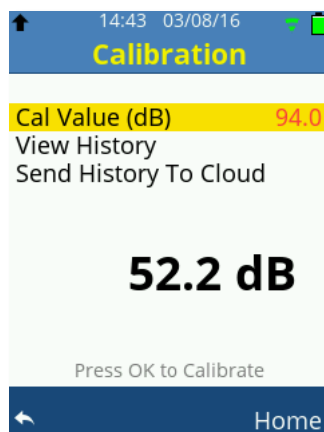 14:43 03/08/16
Calibration
Cal Value (dB) 94.0
View History
Send History To Cloud
52.2 dB
Press OK to Calibrate
Home